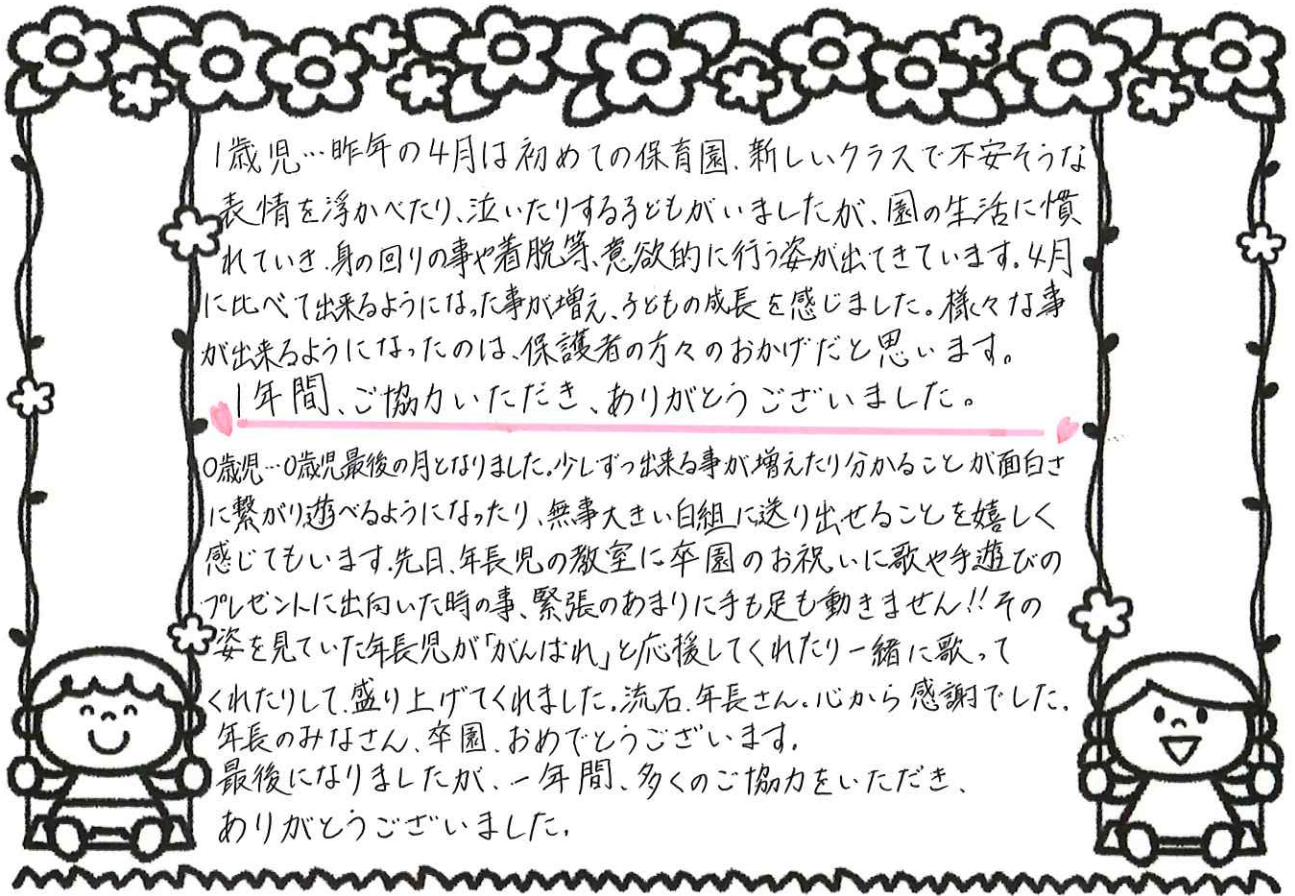 1歳児…昨年の4月は初めての保育園、新しいクラスで不安そうな
表情を浮かべたり、泣いたりする子どもがいましたが、園の生活に慣
れていき、身の回りの事や着脱等、意欲的に行う姿が出てきています。4月
に比べて出来るようになった事が増え、子どもの成長を感じました。様々な事
が出来るようになったのは、保護者の方々のおかげだと思います。
1年間、ご協力いただき、ありがとうございました。
0歳児…0歳児最後の月となりました。少しずつ出来る事が増えたり分かることが面白さ
に繋がり遊べるようになったり、無事大きい白組に送り出せることを嬉しく
感じてもいます。先日、年長児の教室に卒園のお祝いに歌や手遊びの
プレゼントに出向いた時の事、緊張のあまりに手も足も動きません!!その
姿を見ていた年長児が「がんばれ」と応援してくれたり一緒に歌って
くれたりして、盛り上げてくれました。流石、年長さん。心から感謝でした。
年長のみなさん、卒園、おめでとうございます。
最後になりましたが、一年間、多くのご協力をいただき、
ありがとうございました。